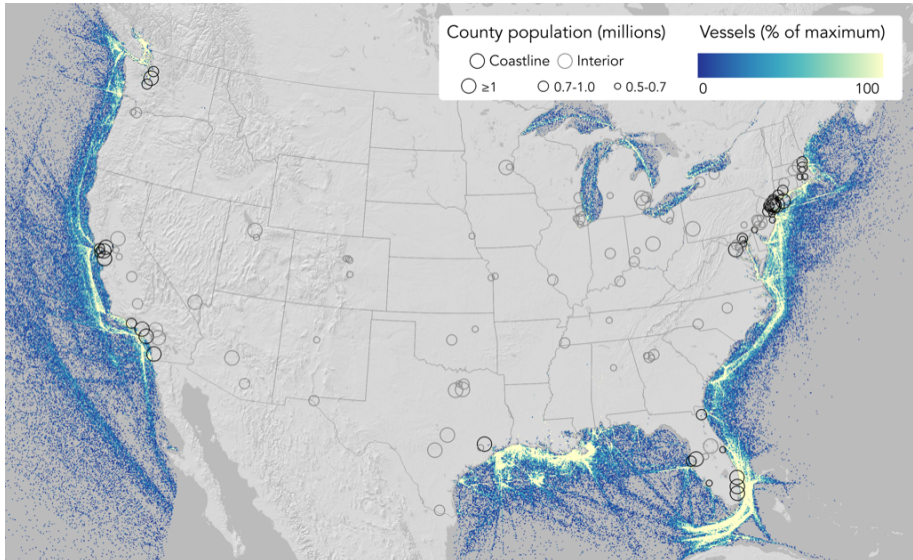 County population (millions)
Coastline Interior
≥1 0.7-1.0 0.5-0.7
Vessels (% of maximum)
0 100